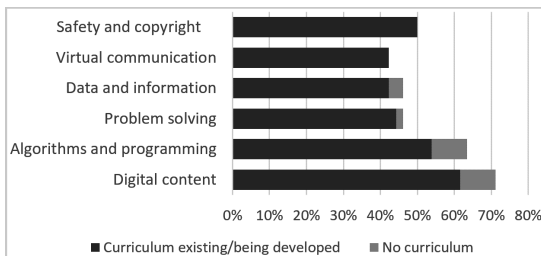 Safety and copyright
Virtual communication
Data and information
Problem solving
Algorithms and programming
Digital content
0% 10% 20% 30% 40% 50% 60% 70% 80%
Curriculum existing/being developed No curriculum